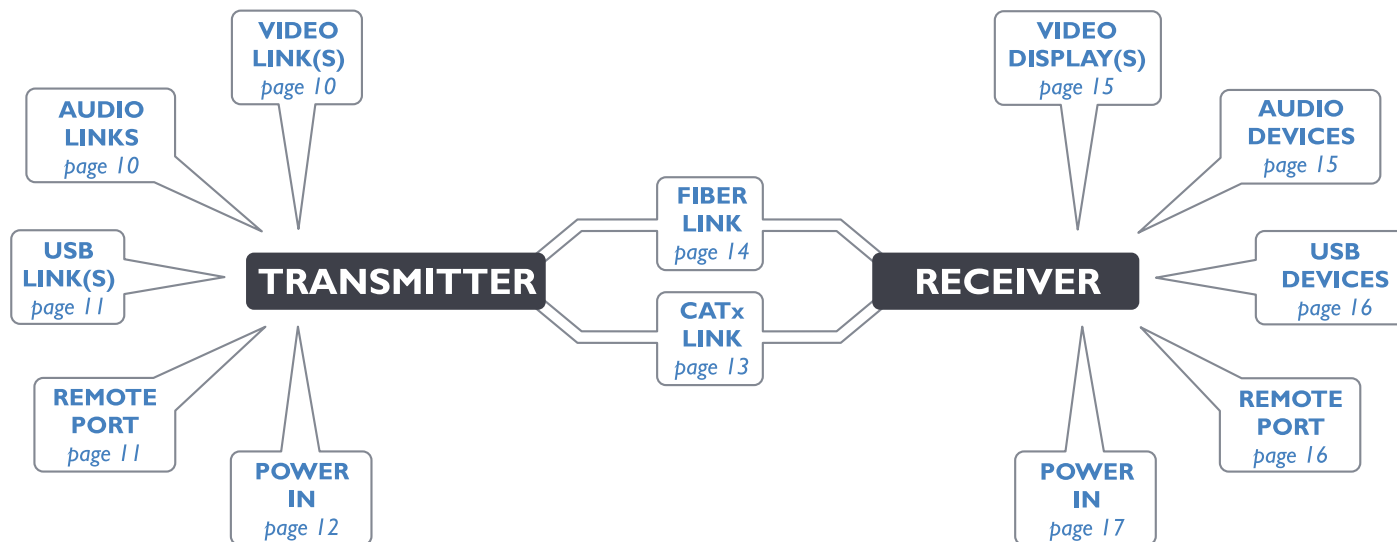 VIDEO
LINK(S)
page 10
AUDIO
LINKS
page 10
USB
LINK(S)
page 11
REMOTE
PORT
page 11
POWER
IN
page 12
TRANSMITTER
FIBER
LINK
page 14
CATx
LINK
page 13
RECEIVER
VIDEO
DISPLAY(S)
page 15
AUDIO
DEVICES
page 15
USB
DEVICES
page 16
REMOTE
PORT
page 16
POWER
IN
page 17